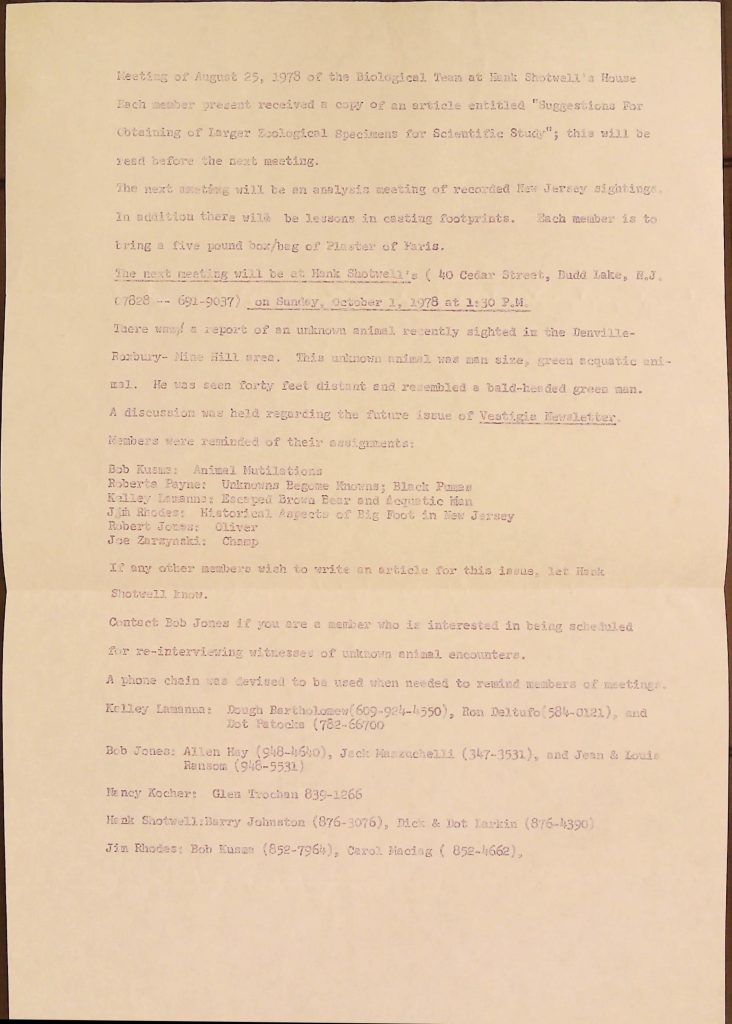 Meeting of August 25, 1978 of the Biological Team at Hank Shotwell's House
Each member present received a copy of an article entitled "Suggestions For
Obtaining of Larger Zoological Specimens for Scientific Study"; this will be
read before the next meeting.
The next meeting will be an analysis meeting of recorded New Jersey sightings.
In addition there will be lessons in casting footprints. Each member is to
bring a five pound box/bag of Plaster of Paris.
The next meeting will be at Hank Shotwell's ( 40 Cedar Street, Budd Lake, N.J.
07828 -- 691-9037) on Sunday, October 1, 1978 at 1:30 P.M.
There was a report of an unknown animal recently sighted in the Denville-
Roxbury- Mine Hill area. This unknown animal was man size, green acquatic ani-
mal. He was seen forty feet distant and resembled a bald-headed green man.
A discussion was held regarding the future issue of Vestigia Newsletter.
Members were reminded of their assignments:
Bob Kusma: Animal Mutilations
Roberta Payne: Unknowns Begome Knowns; Black Pumas
Kelley Lamanna: Escaped Brown Bear and Acquatic Man
Jim Rhodes: Historical Aspects of Big Foot in New Jersey
Robert Jones: Oliver
Joe Zarzynski: Champ
If any other members wish to write an article for this issue, let Hank
Shotwell know.
Contact Bob Jones if you are a member who is interested in being scheduled
for re-interviewing witnesses of unknown animal encounters.
A phone chain was devised to be used when needed to remind members of meetings.
Kelley Lamanna: Dough Bartholomew(609-924-4550), Ron Deltufo(584-0121), and
Dot Patocka (782-66700
Bob Jones: Allen Hay (948-4640), Jack Mazzuchelli (347-3531), and Jean & Louis
Ransom (948-5531)
Nancy Kocher: Glen Trochan 839-1266
Hank Shotwell:Barry Johnston (876-3076), Dick & Dot Larkin (876-4390)
Jim Rhodes: Bob Kusma (852-7964), Carol Maciag ( 852-4662),